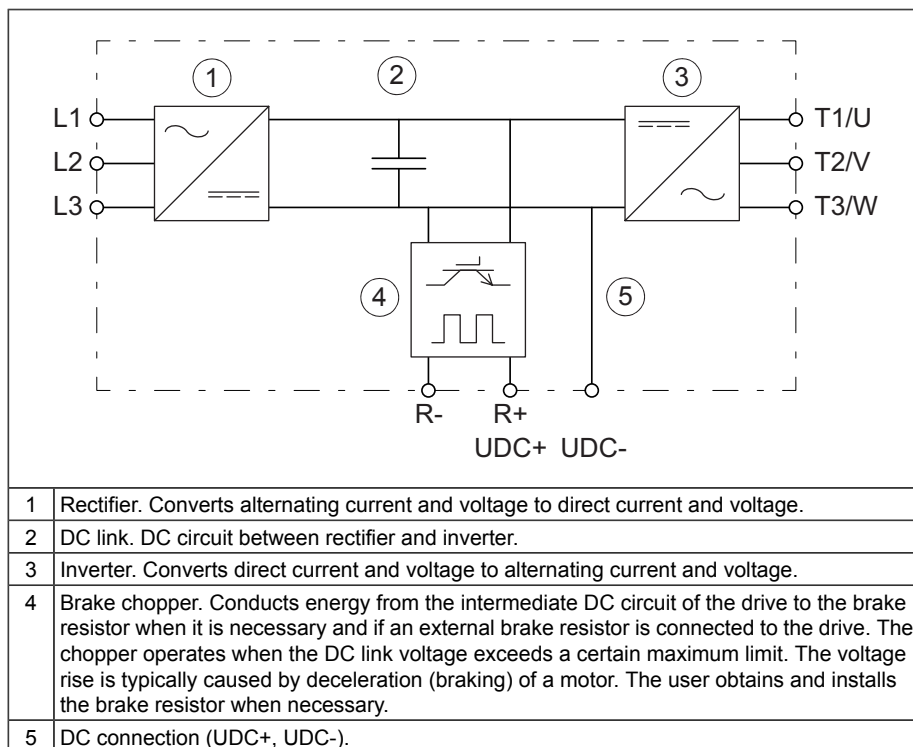 1
2
3
L1
T1/U
L2
T2/V
L3
T3/W
4
5
R-
R+
UDC+
UDC-
1 Rectifier. Converts alternating current and voltage to direct current and voltage.
2 DC link. DC circuit between rectifier and inverter.
3 Inverter. Converts direct current and voltage to alternating current and voltage.
4 Brake chopper. Conducts energy from the intermediate DC circuit of the drive to the brake
resistor when it is necessary and if an external brake resistor is connected to the drive. The
chopper operates when the DC link voltage exceeds a certain maximum limit. The voltage
rise is typically caused by deceleration (braking) of a motor. The user obtains and installs
the brake resistor when necessary.
5 DC connection (UDC+, UDC-).